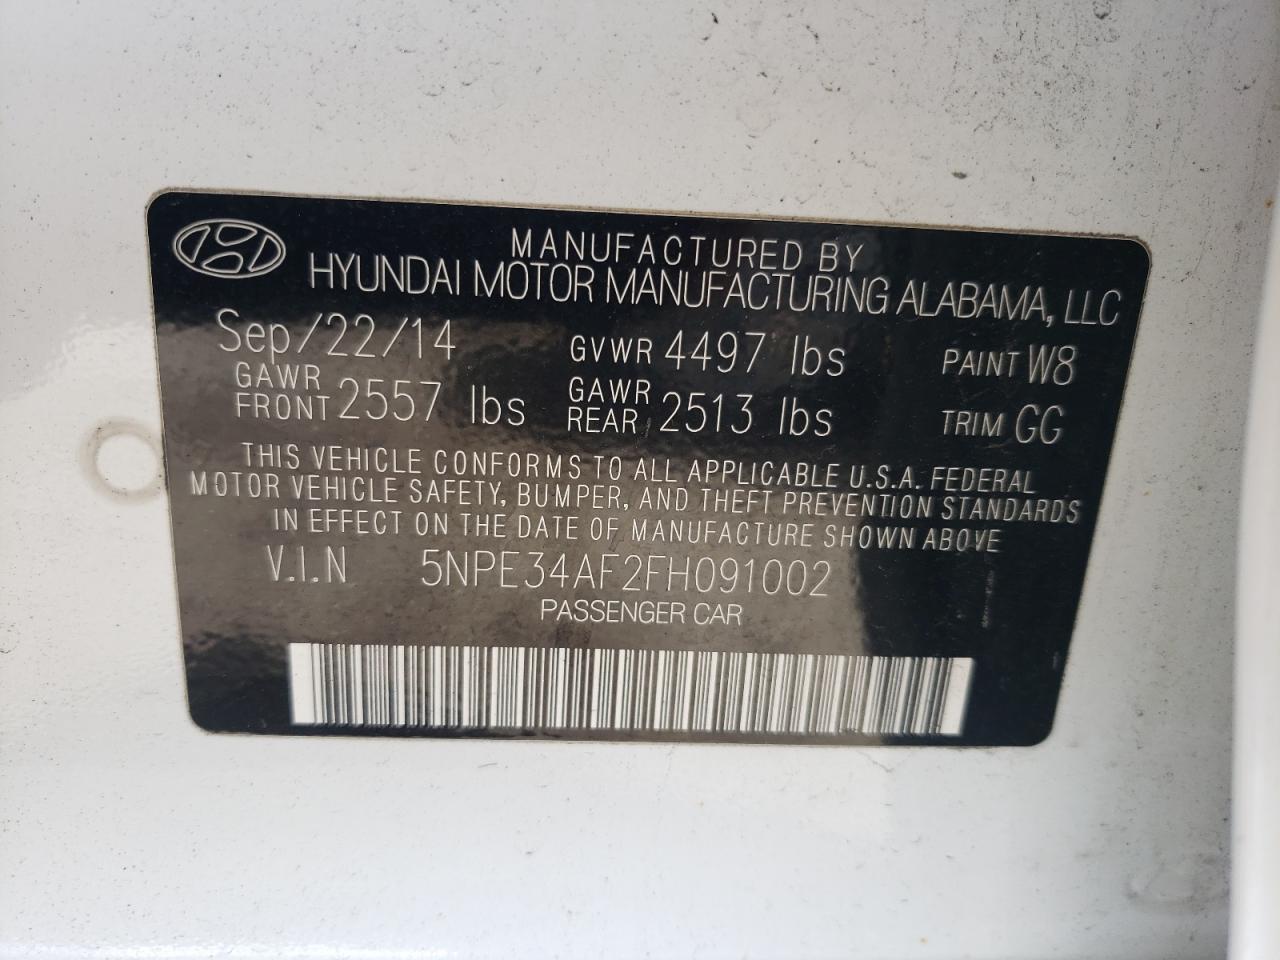 MANUFACTURED BY
HYUNDAI MOTOR MANUFACTURING ALABAMA, LLC
Sep/22/14 GVWR 4497 lbs PAINT W8
GAWR FRONT 2557 lbs GAWR REAR 2513 lbs TRIM GG
THIS VEHICLE CONFORMS TO ALL APPLICABLE U.S.A. FEDERAL
MOTOR VEHICLE SAFETY, BUMPER, AND THEFT PREVENTION STANDARDS
IN EFFECT ON THE DATE OF MANUFACTURE SHOWN ABOVE
V.I.N 5NPE34AF2FH091002
PASSENGER CAR